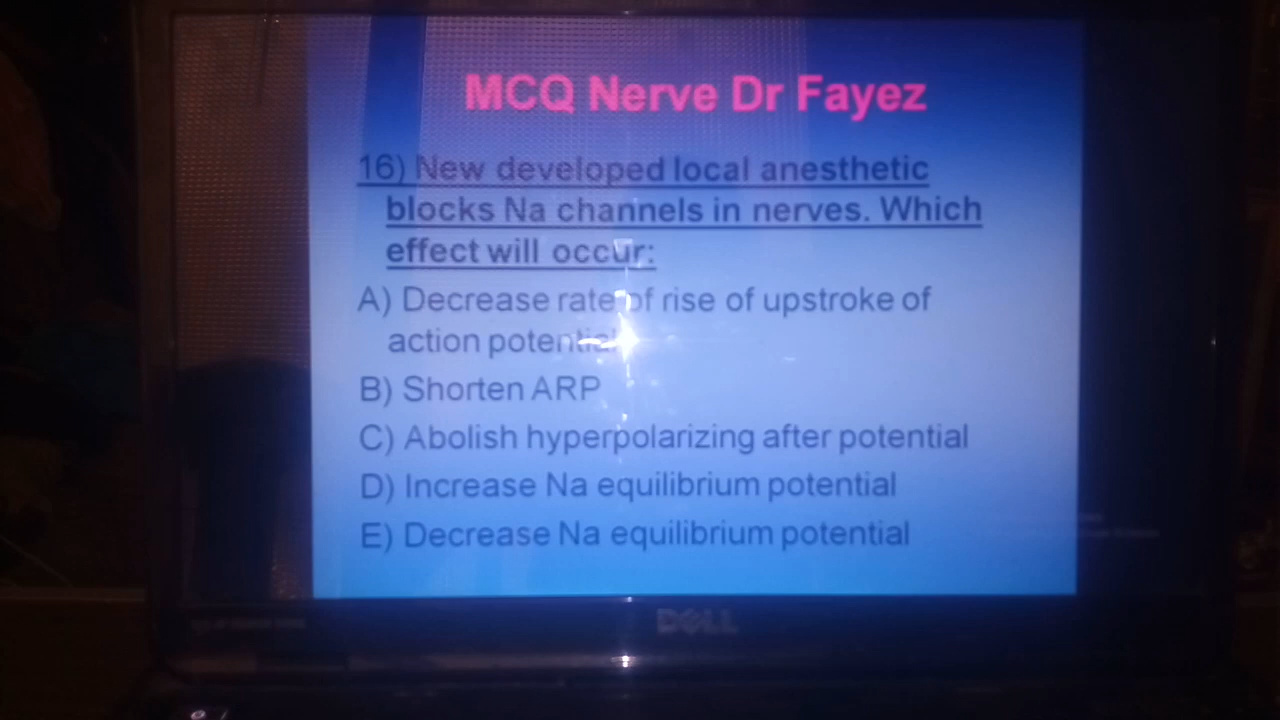 MCQ Nerve Dr Fayez
16) New developed local anesthetic
blocks Na channels in nerves. Which
effect will occur:
A) Decrease rate of rise of upstroke of
action potential
B) Shorten ARP
C) Abolish hyperpolarizing after potential
D) Increase Na equilibrium potential
E) Decrease Na equilibrium potential
DELL